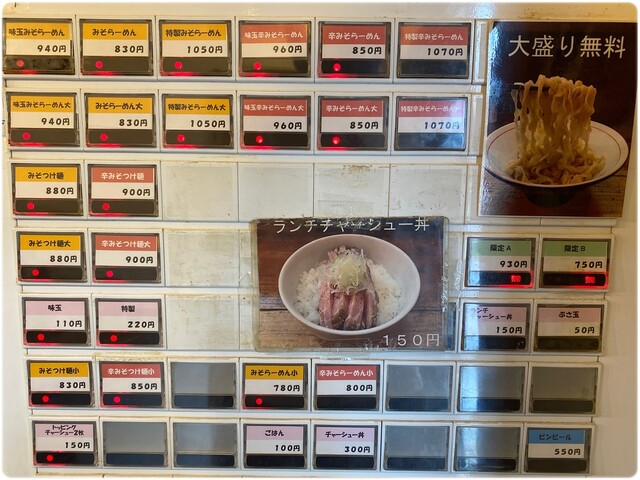 味玉みそらーめん
940円
みそらーめん
830円
特製みそらーめん
1050円
味玉辛みそらーめん
960円
辛みそらーめん
850円
特製辛みそらーめん
1070円
大盛り無料
味玉みそらーめん大
940円
みそらーめん大
830円
特製みそらーめん大
1050円
味玉辛みそらーめん大
960円
辛みそらーめん大
850円
特製辛みそらーめん大
1070円
みそつけ麺
880円
辛みそつけ麺
900円
ランチチャーシュー丼
150円
みそつけ麺大
880円
辛みそつけ麺大
900円
限定A
930円
限定B
750円
味玉
110円
特製
220円
ランチ
チャーシュー丼
150円
ぶさ玉
50円
みそつけ麺小
830円
辛みそつけ麺小
850円
みそらーめん小
780円
辛みそらーめん小
800円
トッピング
チャーシュー2枚
150円
ごはん
100円
チャーシュー丼
300円
ビンビール
550円